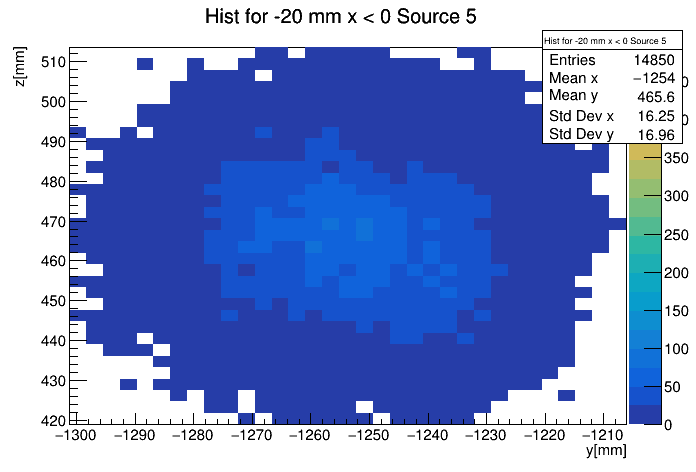 Hist for -20 mm x < 0 Source 5
z[mm]
Hist for -20 mm x < 0 Source 5
Entries 14850
Mean x −1254
Mean y 465.6
Std Dev x 16.25
Std Dev y 16.96
510
500
490
480
470
460
450
440
430
420
−1300 −1290 −1280 −1270 −1260 −1250 −1240 −1230 −1220 −1210
y[mm]
350
300
250
200
150
100
50
0